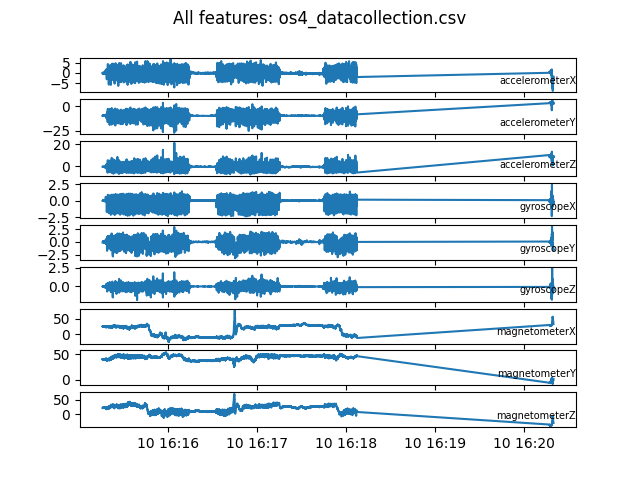 All features: os4_datacollection.csv
5
0
−5
accelerometerX
0
−25
accelerometerY
20
0
accelerometerZ
2.5
0.0
−2.5
gyroscopeX
2.5
0.0
−2.5
gyroscopeY
2.5
0.0
gyroscopeZ
50
0
magnetometerX
50
0
magnetometerY
50
0
magnetometerZ
10 16:16 10 16:17 10 16:18 10 16:19 10 16:20